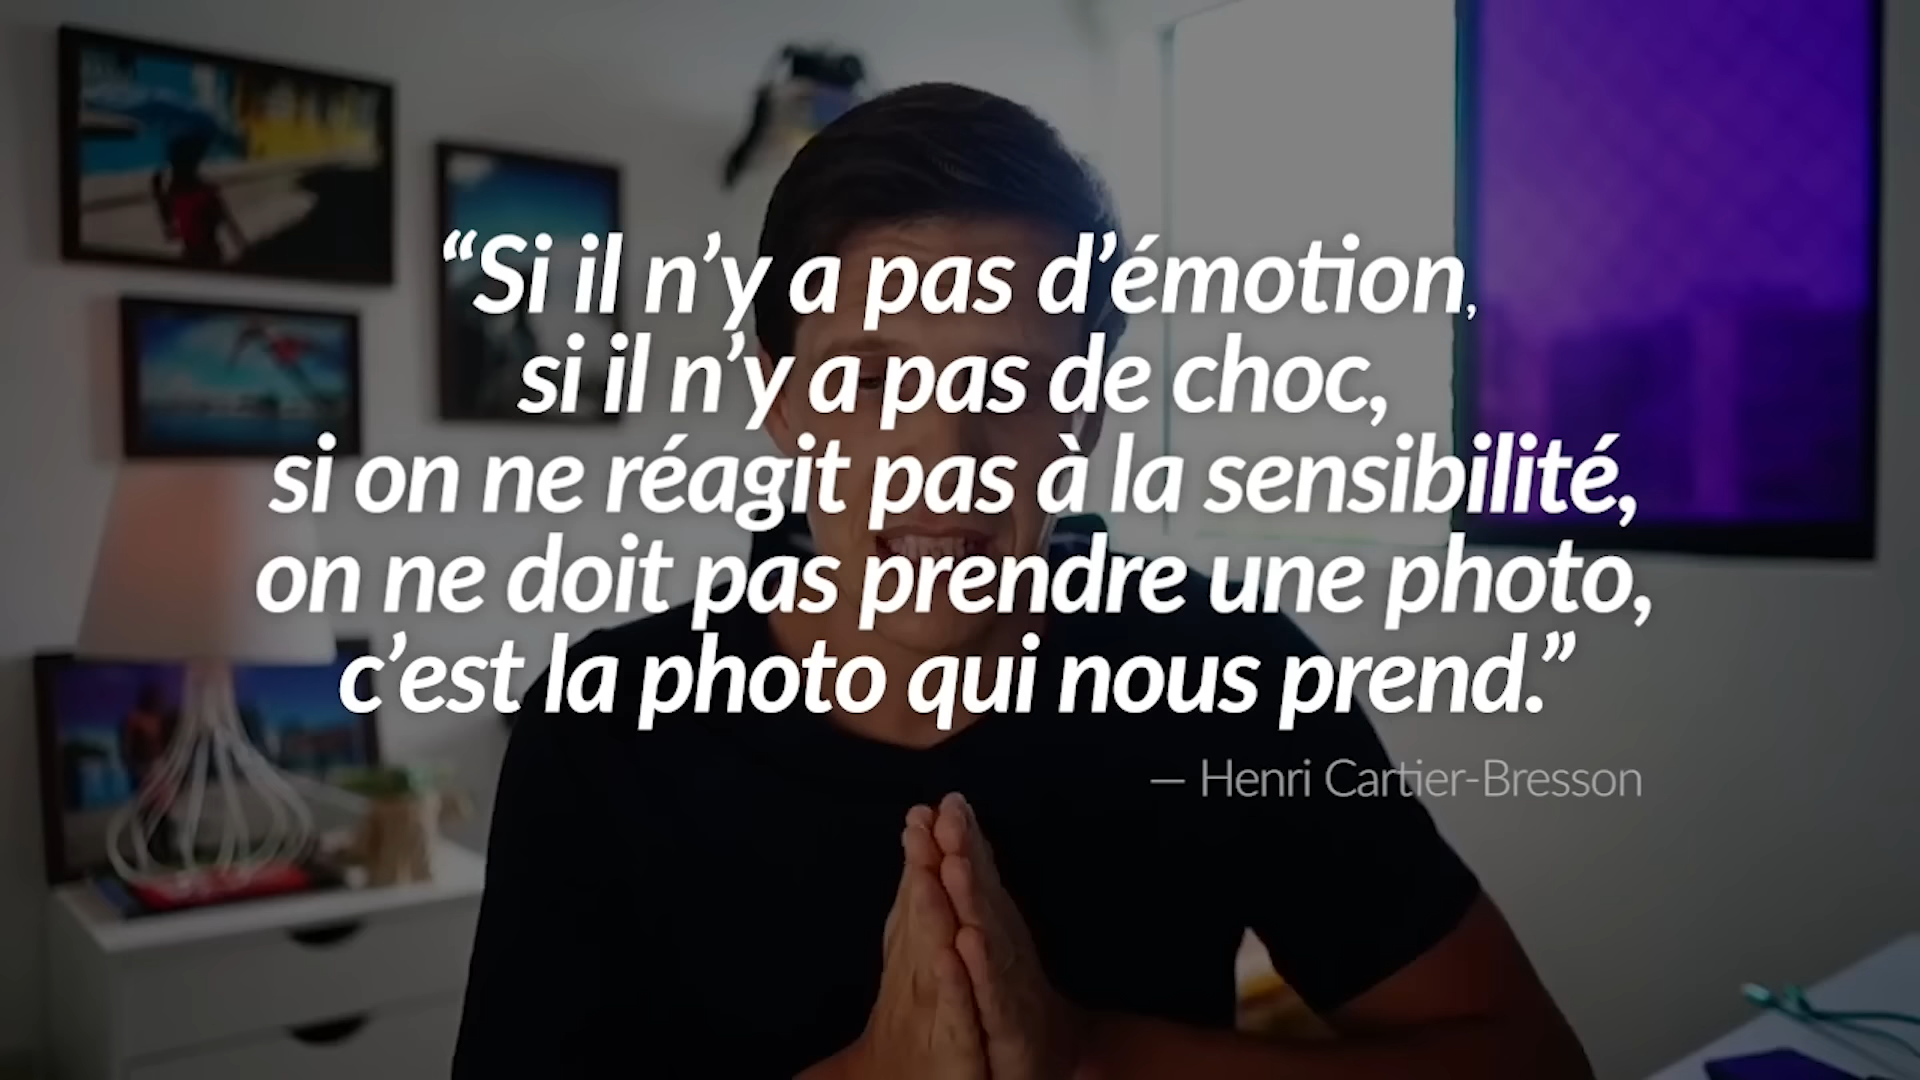 “Si il n’y a pas d’émotion,
si il n’y a pas de choc,
si on ne réagit pas à la sensibilité,
on ne doit pas prendre une photo,
c’est la photo qui nous prend.”
— Henri Cartier-Bresson